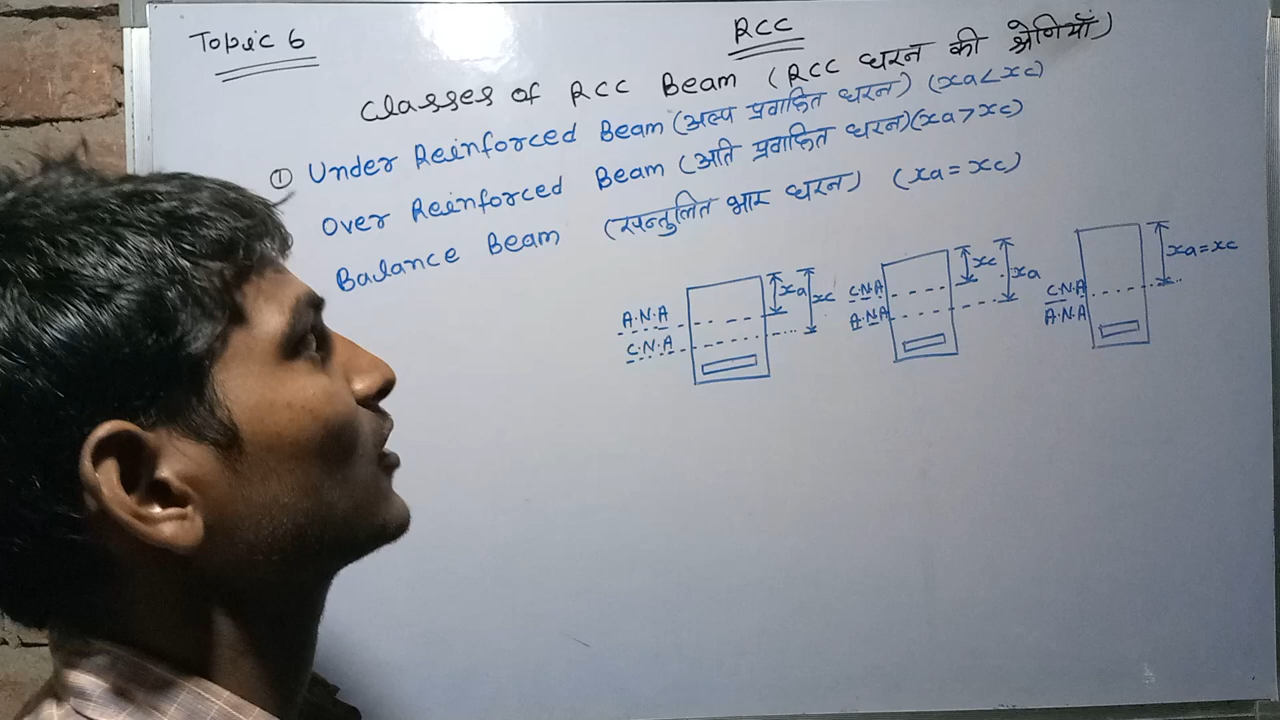 Topic 6
RCC
Classes of RCC Beam (RCC धरन की श्रेणियाँ)
① Under Reinforced Beam (अल्प प्रवाल्कित धरन) (xa<xc)
Over Reinforced Beam (अति प्रवाल्कित धरन)(xa>xc)
Balance Beam (सन्तुलित भार धरन) (xa=xc)
A.N.A
C.N.A
xa
xc
C.N.A
A.N.A
xc
xa
C.N.A
A.N.A
xa=xc